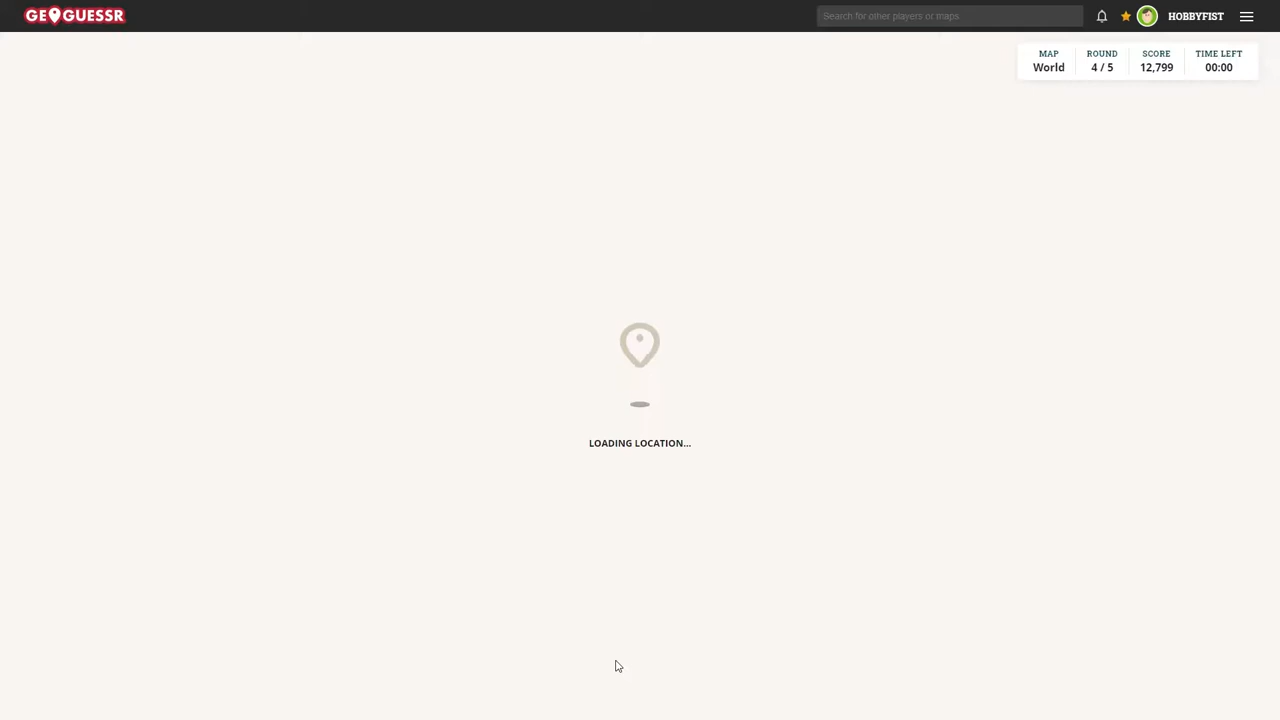 GEOGUESSR
Search for other players or maps
HOBBYFIST
MAP ROUND SCORE TIME LEFT
World 4 / 5 12,799 00:00
LOADING LOCATION...